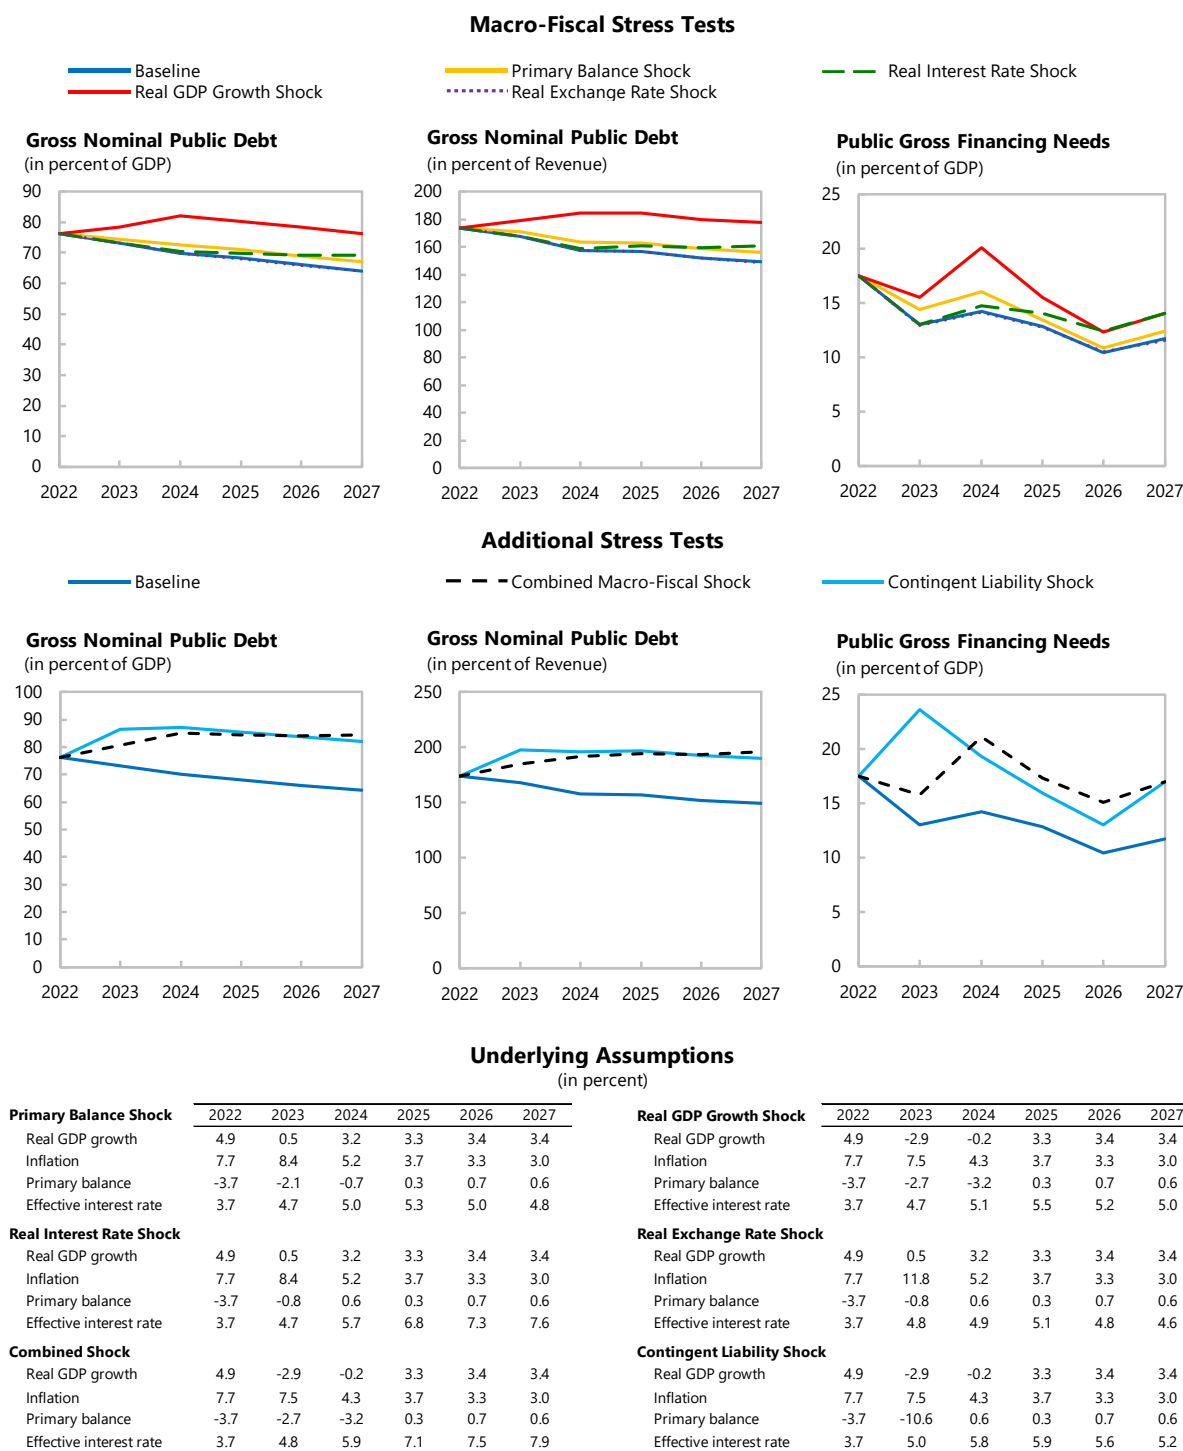 Macro-Fiscal Stress Tests
Baseline
Primary Balance Shock
Real Interest Rate Shock
Real GDP Growth Shock
Real Exchange Rate Shock
Gross Nominal Public Debt
(in percent of GDP)
90
80
70
60
50
40
30
20
10
0
2022 2023 2024 2025 2026 2027
Gross Nominal Public Debt
(in percent of Revenue)
200
180
160
140
120
100
80
60
40
20
0
2022 2023 2024 2025 2026 2027
Public Gross Financing Needs
(in percent of GDP)
25
20
15
10
5
0
2022 2023 2024 2025 2026 2027
Additional Stress Tests
Baseline
Combined Macro-Fiscal Shock
Contingent Liability Shock
Gross Nominal Public Debt
(in percent of GDP)
100
90
80
70
60
50
40
30
20
10
0
2022 2023 2024 2025 2026 2027
Gross Nominal Public Debt
(in percent of Revenue)
250
200
150
100
50
0
2022 2023 2024 2025 2026 2027
Public Gross Financing Needs
(in percent of GDP)
25
20
15
10
5
0
2022 2023 2024 2025 2026 2027
Underlying Assumptions
(in percent)
Primary Balance Shock 2022 2023 2024 2025 2026 2027
Real GDP growth 4.9 0.5 3.2 3.3 3.4 3.4
Inflation 7.7 8.4 5.2 3.7 3.3 3.0
Primary balance -3.7 -2.1 -0.7 0.3 0.7 0.6
Effective interest rate 3.7 4.7 5.0 5.3 5.0 4.8
Real Interest Rate Shock
Real GDP growth 4.9 0.5 3.2 3.3 3.4 3.4
Inflation 7.7 8.4 5.2 3.7 3.3 3.0
Primary balance -3.7 -0.8 0.6 0.3 0.7 0.6
Effective interest rate 3.7 4.7 5.7 6.8 7.3 7.6
Combined Shock
Real GDP growth 4.9 -2.9 -0.2 3.3 3.4 3.4
Inflation 7.7 7.5 4.3 3.7 3.3 3.0
Primary balance -3.7 -2.7 -3.2 0.3 0.7 0.6
Effective interest rate 3.7 4.8 5.9 7.1 7.5 7.9
Real GDP Growth Shock 2022 2023 2024 2025 2026 2027
Real GDP growth 4.9 -2.9 -0.2 3.3 3.4 3.4
Inflation 7.7 7.5 4.3 3.7 3.3 3.0
Primary balance -3.7 -2.7 -3.2 0.3 0.7 0.6
Effective interest rate 3.7 4.7 5.1 5.5 5.2 5.0
Real Exchange Rate Shock
Real GDP growth 4.9 0.5 3.2 3.3 3.4 3.4
Inflation 7.7 11.8 5.2 3.7 3.3 3.0
Primary balance -3.7 -0.8 0.6 0.3 0.7 0.6
Effective interest rate 3.7 4.8 4.9 5.1 4.8 4.6
Contingent Liability Shock
Real GDP growth 4.9 -2.9 -0.2 3.3 3.4 3.4
Inflation 7.7 7.5 4.3 3.7 3.3 3.0
Primary balance -3.7 -10.6 0.6 0.3 0.7 0.6
Effective interest rate 3.7 5.0 5.8 5.9 5.6 5.2